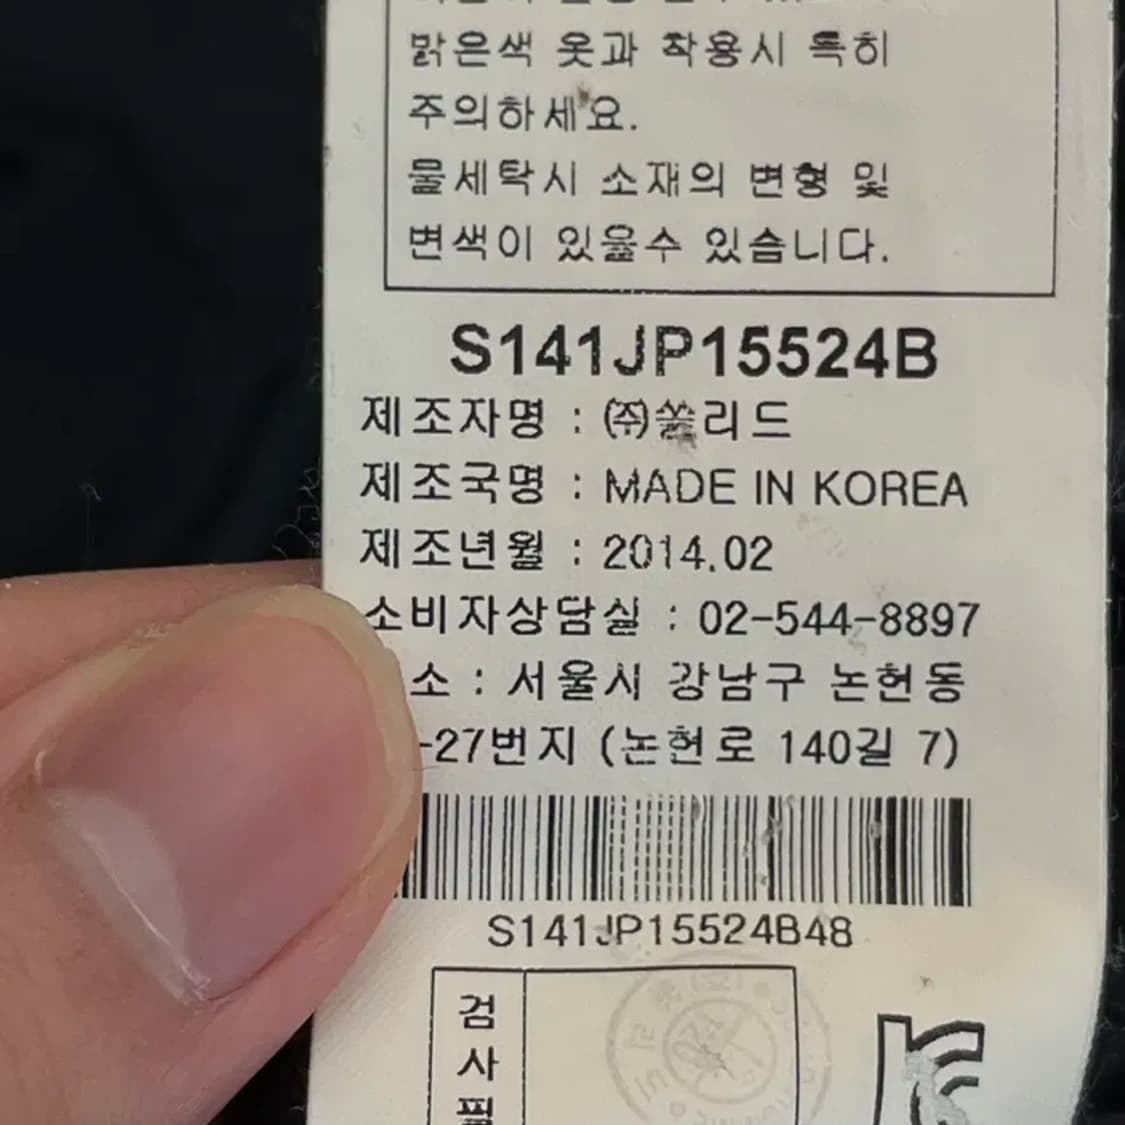 밝은색 옷과 착용시 특히
주의하세요.
물세탁시 소재의 변형 및
변색이 있을수 있습니다.
S141JP15524B
제조자명 : ㈜쏠리드
제조국명 : MADE IN KOREA
제조년월 : 2014.02
소비자상담실 : 02-544-8897
소 : 서울시 강남구 논현동
-27번지 (논현로 140길 7)
S141JP15524B48
검
사
필